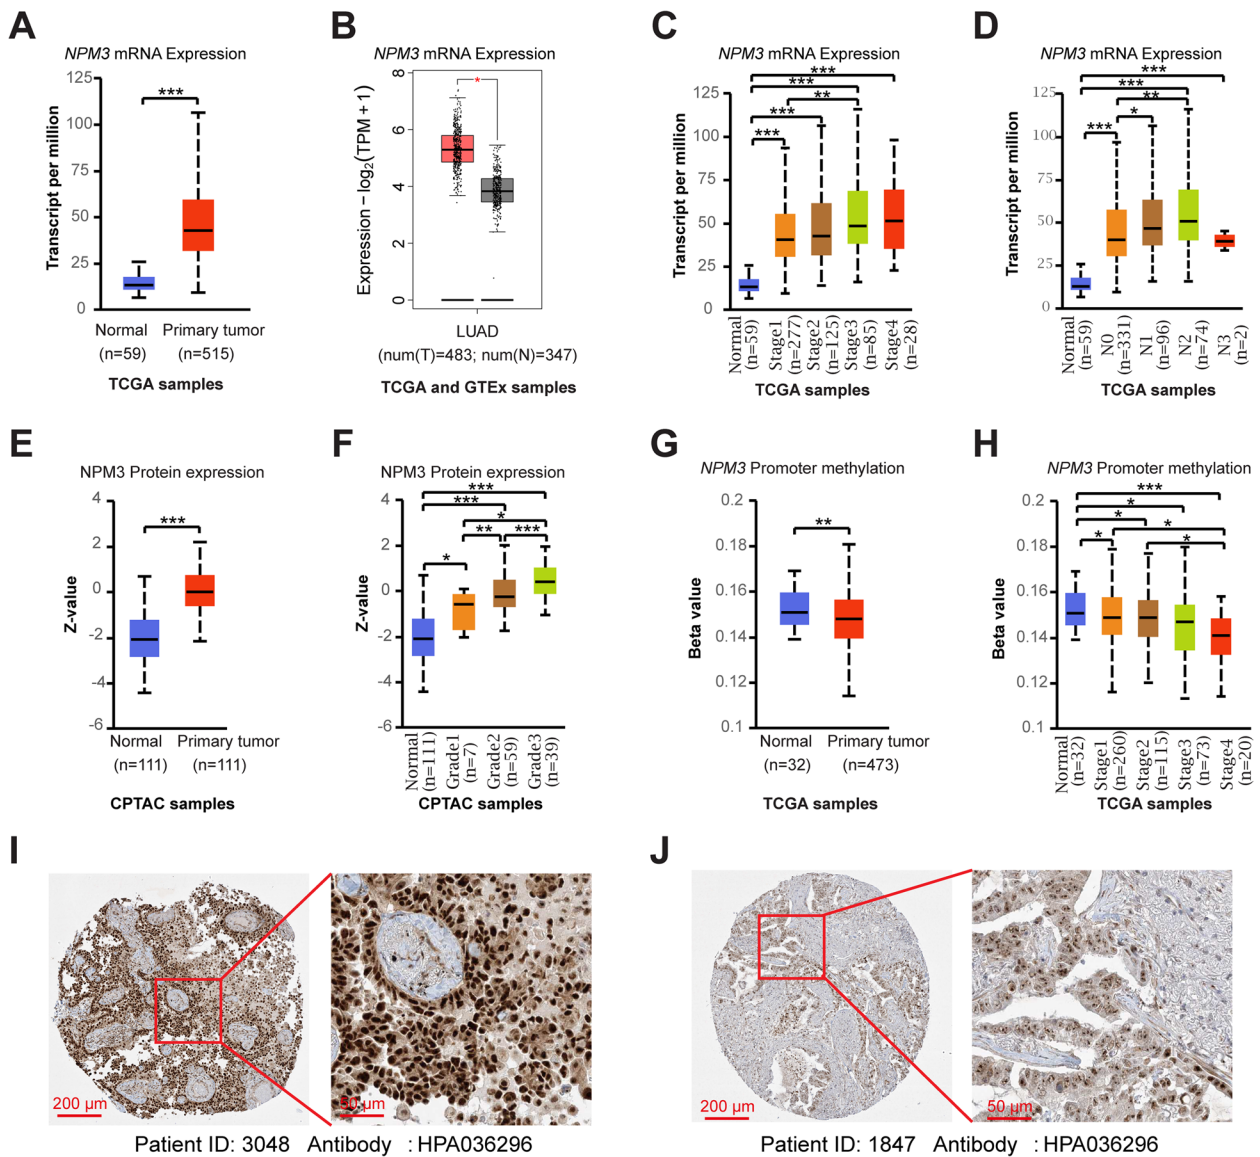 A
NPM3 mRNA Expression
Transcript per million
125
100
75
50
25
0
***
Normal
(n=59)
Primary tumor
(n=515)
TCGA samples
B
NPM3 mRNA Expression
Expression – log2(TPM + 1)
8
6
4
2
0
*
LUAD
(num(T)=483; num(N)=347)
TCGA and GTEx samples
C
NPM3 mRNA Expression
Transcript per million
125
100
75
50
25
0
***
***
**
***
***
Normal
(n=59)
Stage1
(n=277)
Stage2
(n=125)
Stage3
(n=85)
Stage4
(n=28)
TCGA samples
D
NPM3 mRNA Expression
Transcript per million
125
100
75
50
25
0
***
***
**
*
***
Normal
(n=59)
N0
(n=331)
N1
(n=96)
N2
(n=74)
N3
(n=2)
TCGA samples
E
NPM3 Protein expression
Z-value
4
2
0
-2
-4
-6
***
Normal
(n=111)
Primary tumor
(n=111)
CPTAC samples
F
NPM3 Protein expression
Z-value
4
2
0
-2
-4
-6
***
***
*
**
***
*
Normal
(n=111)
Grade1
(n=7)
Grade2
(n=59)
Grade3
(n=39)
CPTAC samples
G
NPM3 Promoter methylation
Beta value
0.2
0.18
0.16
0.14
0.12
0.1
**
Normal
(n=32)
Primary tumor
(n=473)
TCGA samples
H
NPM3 Promoter methylation
Beta value
0.2
0.18
0.16
0.14
0.12
0.1
***
*
*
*
*
*
Normal
(n=32)
Stage1
(n=260)
Stage2
(n=115)
Stage3
(n=73)
Stage4
(n=20)
TCGA samples
I
200 μm
50 μm
Patient ID: 3048 Antibody : HPA036296
J
200 μm
50 μm
Patient ID: 1847 Antibody : HPA036296